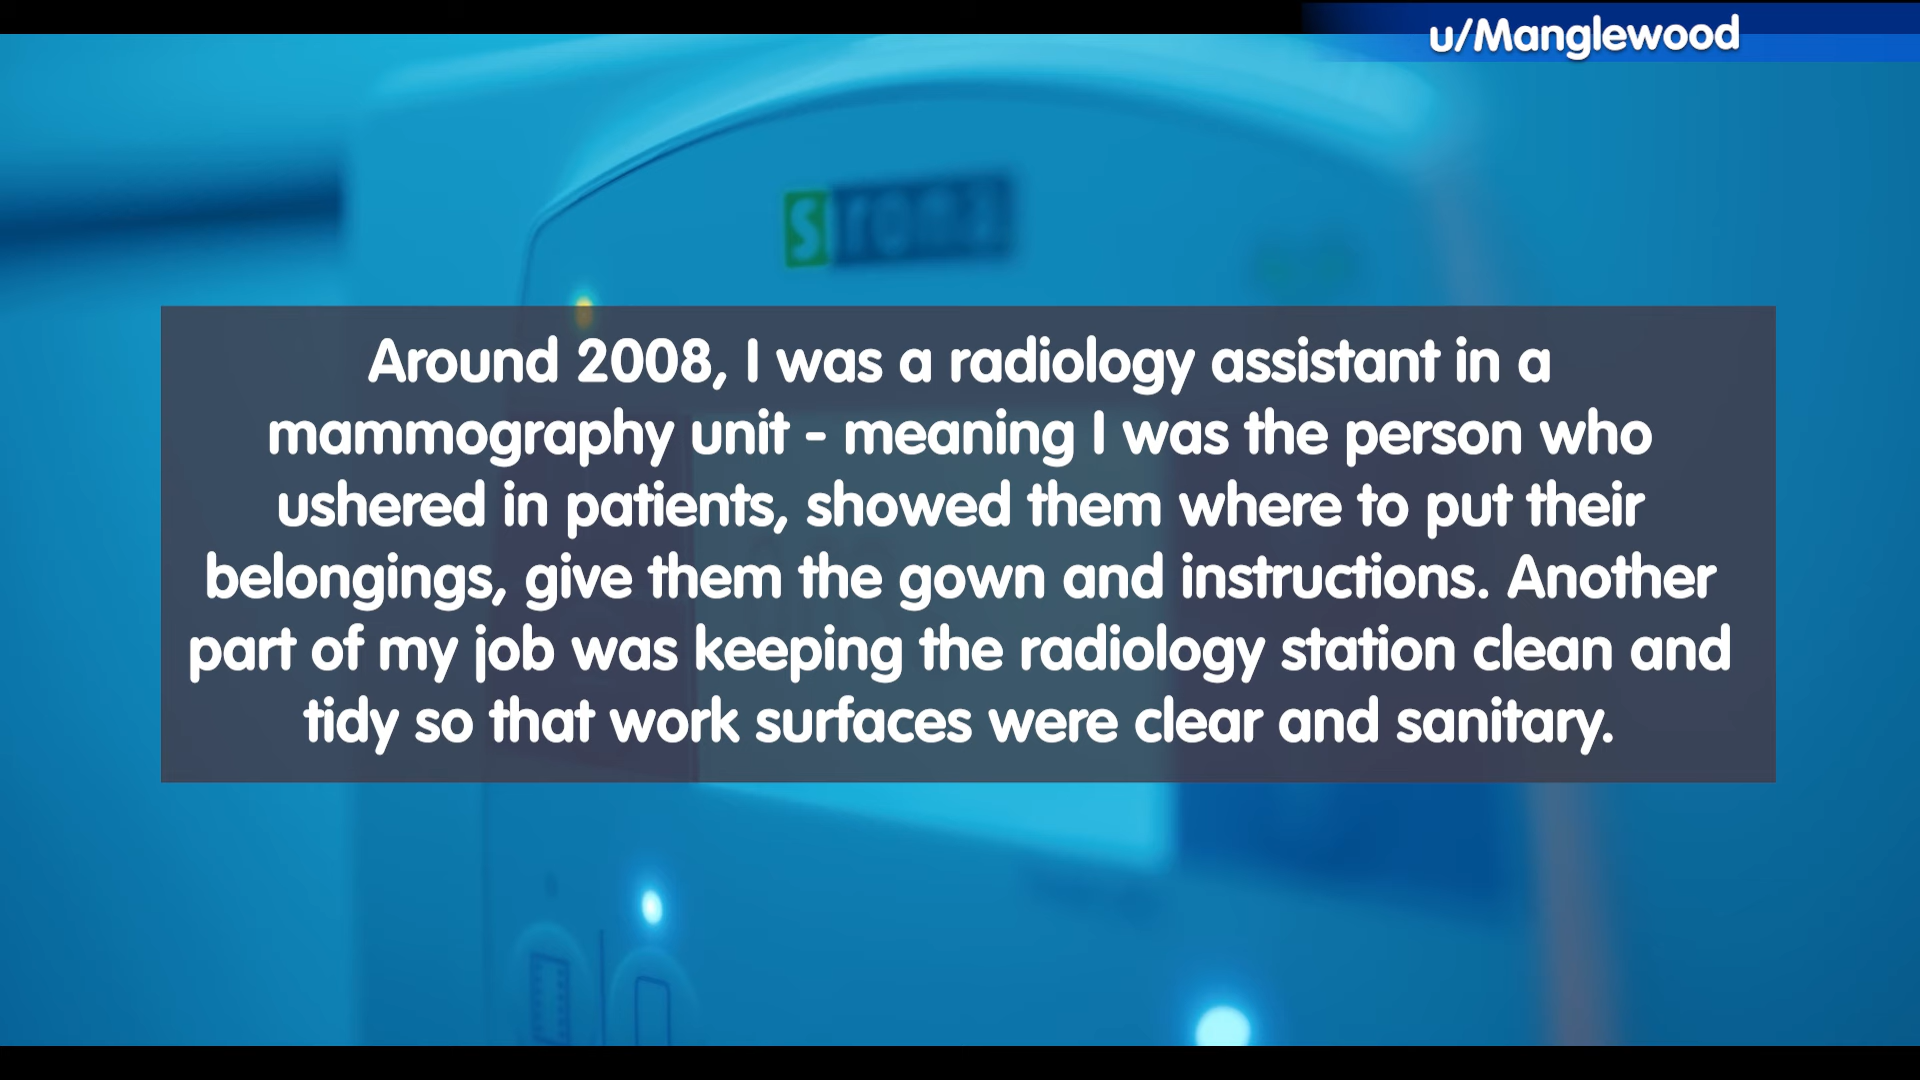 u/Manglewood
sirona
Around 2008, I was a radiology assistant in a
mammography unit - meaning I was the person who
ushered in patients, showed them where to put their
belongings, give them the gown and instructions. Another
part of my job was keeping the radiology station clean and
tidy so that work surfaces were clear and sanitary.